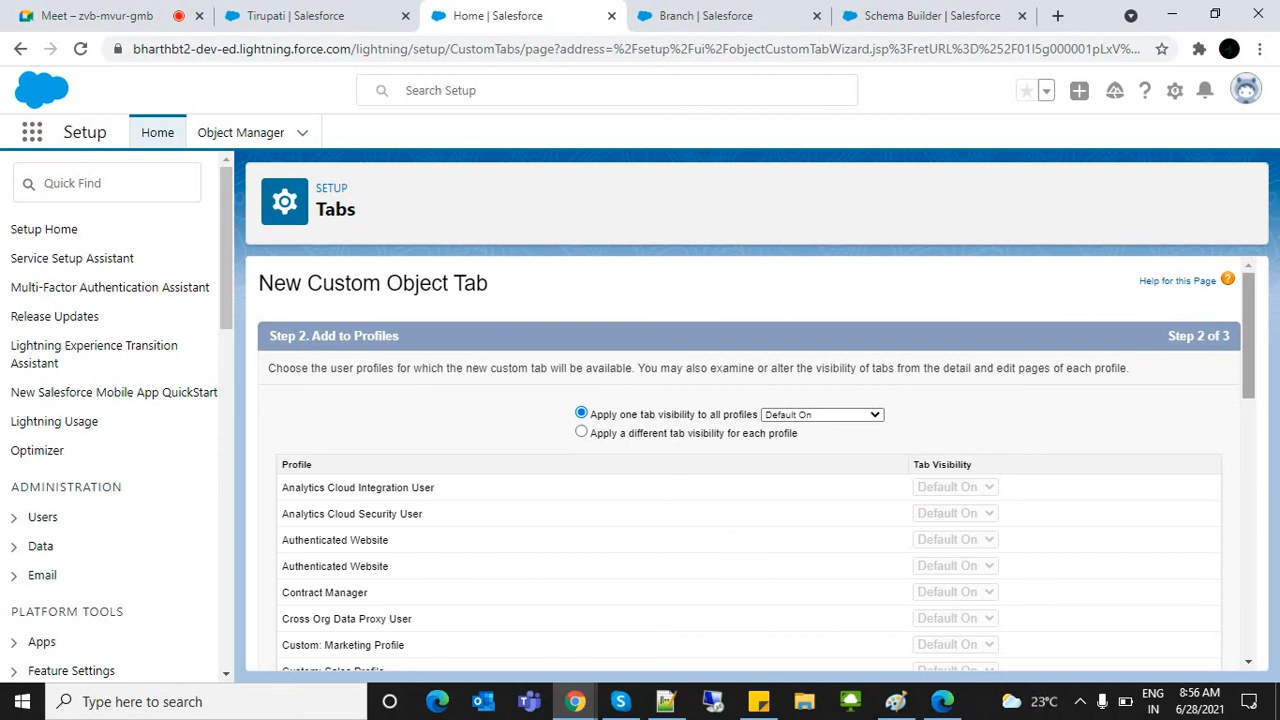 Meet – zvb-mvur-gmb
Tirupati | Salesforce
Home | Salesforce
Branch | Salesforce
Schema Builder | Salesforce
bharthbt2-dev-ed.lightning.force.com/lightning/setup/CustomTabs/page?address=%2Fsetup%2Fui%2FobjectCustomTabWizard.jsp%3FretURL%3D%252F01I5g000001pLxV%...
Search Setup
Setup
Home
Object Manager
Quick Find
Setup Home
Service Setup Assistant
Multi-Factor Authentication Assistant
Release Updates
Lightning Experience Transition
Assistant
New Salesforce Mobile App QuickStart
Lightning Usage
Optimizer
ADMINISTRATION
Users
Data
Email
PLATFORM TOOLS
Apps
Feature Settings
SETUP
Tabs
New Custom Object Tab
Help for this Page
Step 2. Add to Profiles
Step 2 of 3
Choose the user profiles for which the new custom tab will be available. You may also examine or alter the visibility of tabs from the detail and edit pages of each profile.
Apply one tab visibility to all profiles Default On
Apply a different tab visibility for each profile
Profile Tab Visibility
Analytics Cloud Integration User Default On
Analytics Cloud Security User Default On
Authenticated Website Default On
Authenticated Website Default On
Contract Manager Default On
Cross Org Data Proxy User Default On
Custom: Marketing Profile Default On
Custom: Sales Profile Default On
Type here to search
23°C
ENG
IN
8:56 AM
6/28/2021